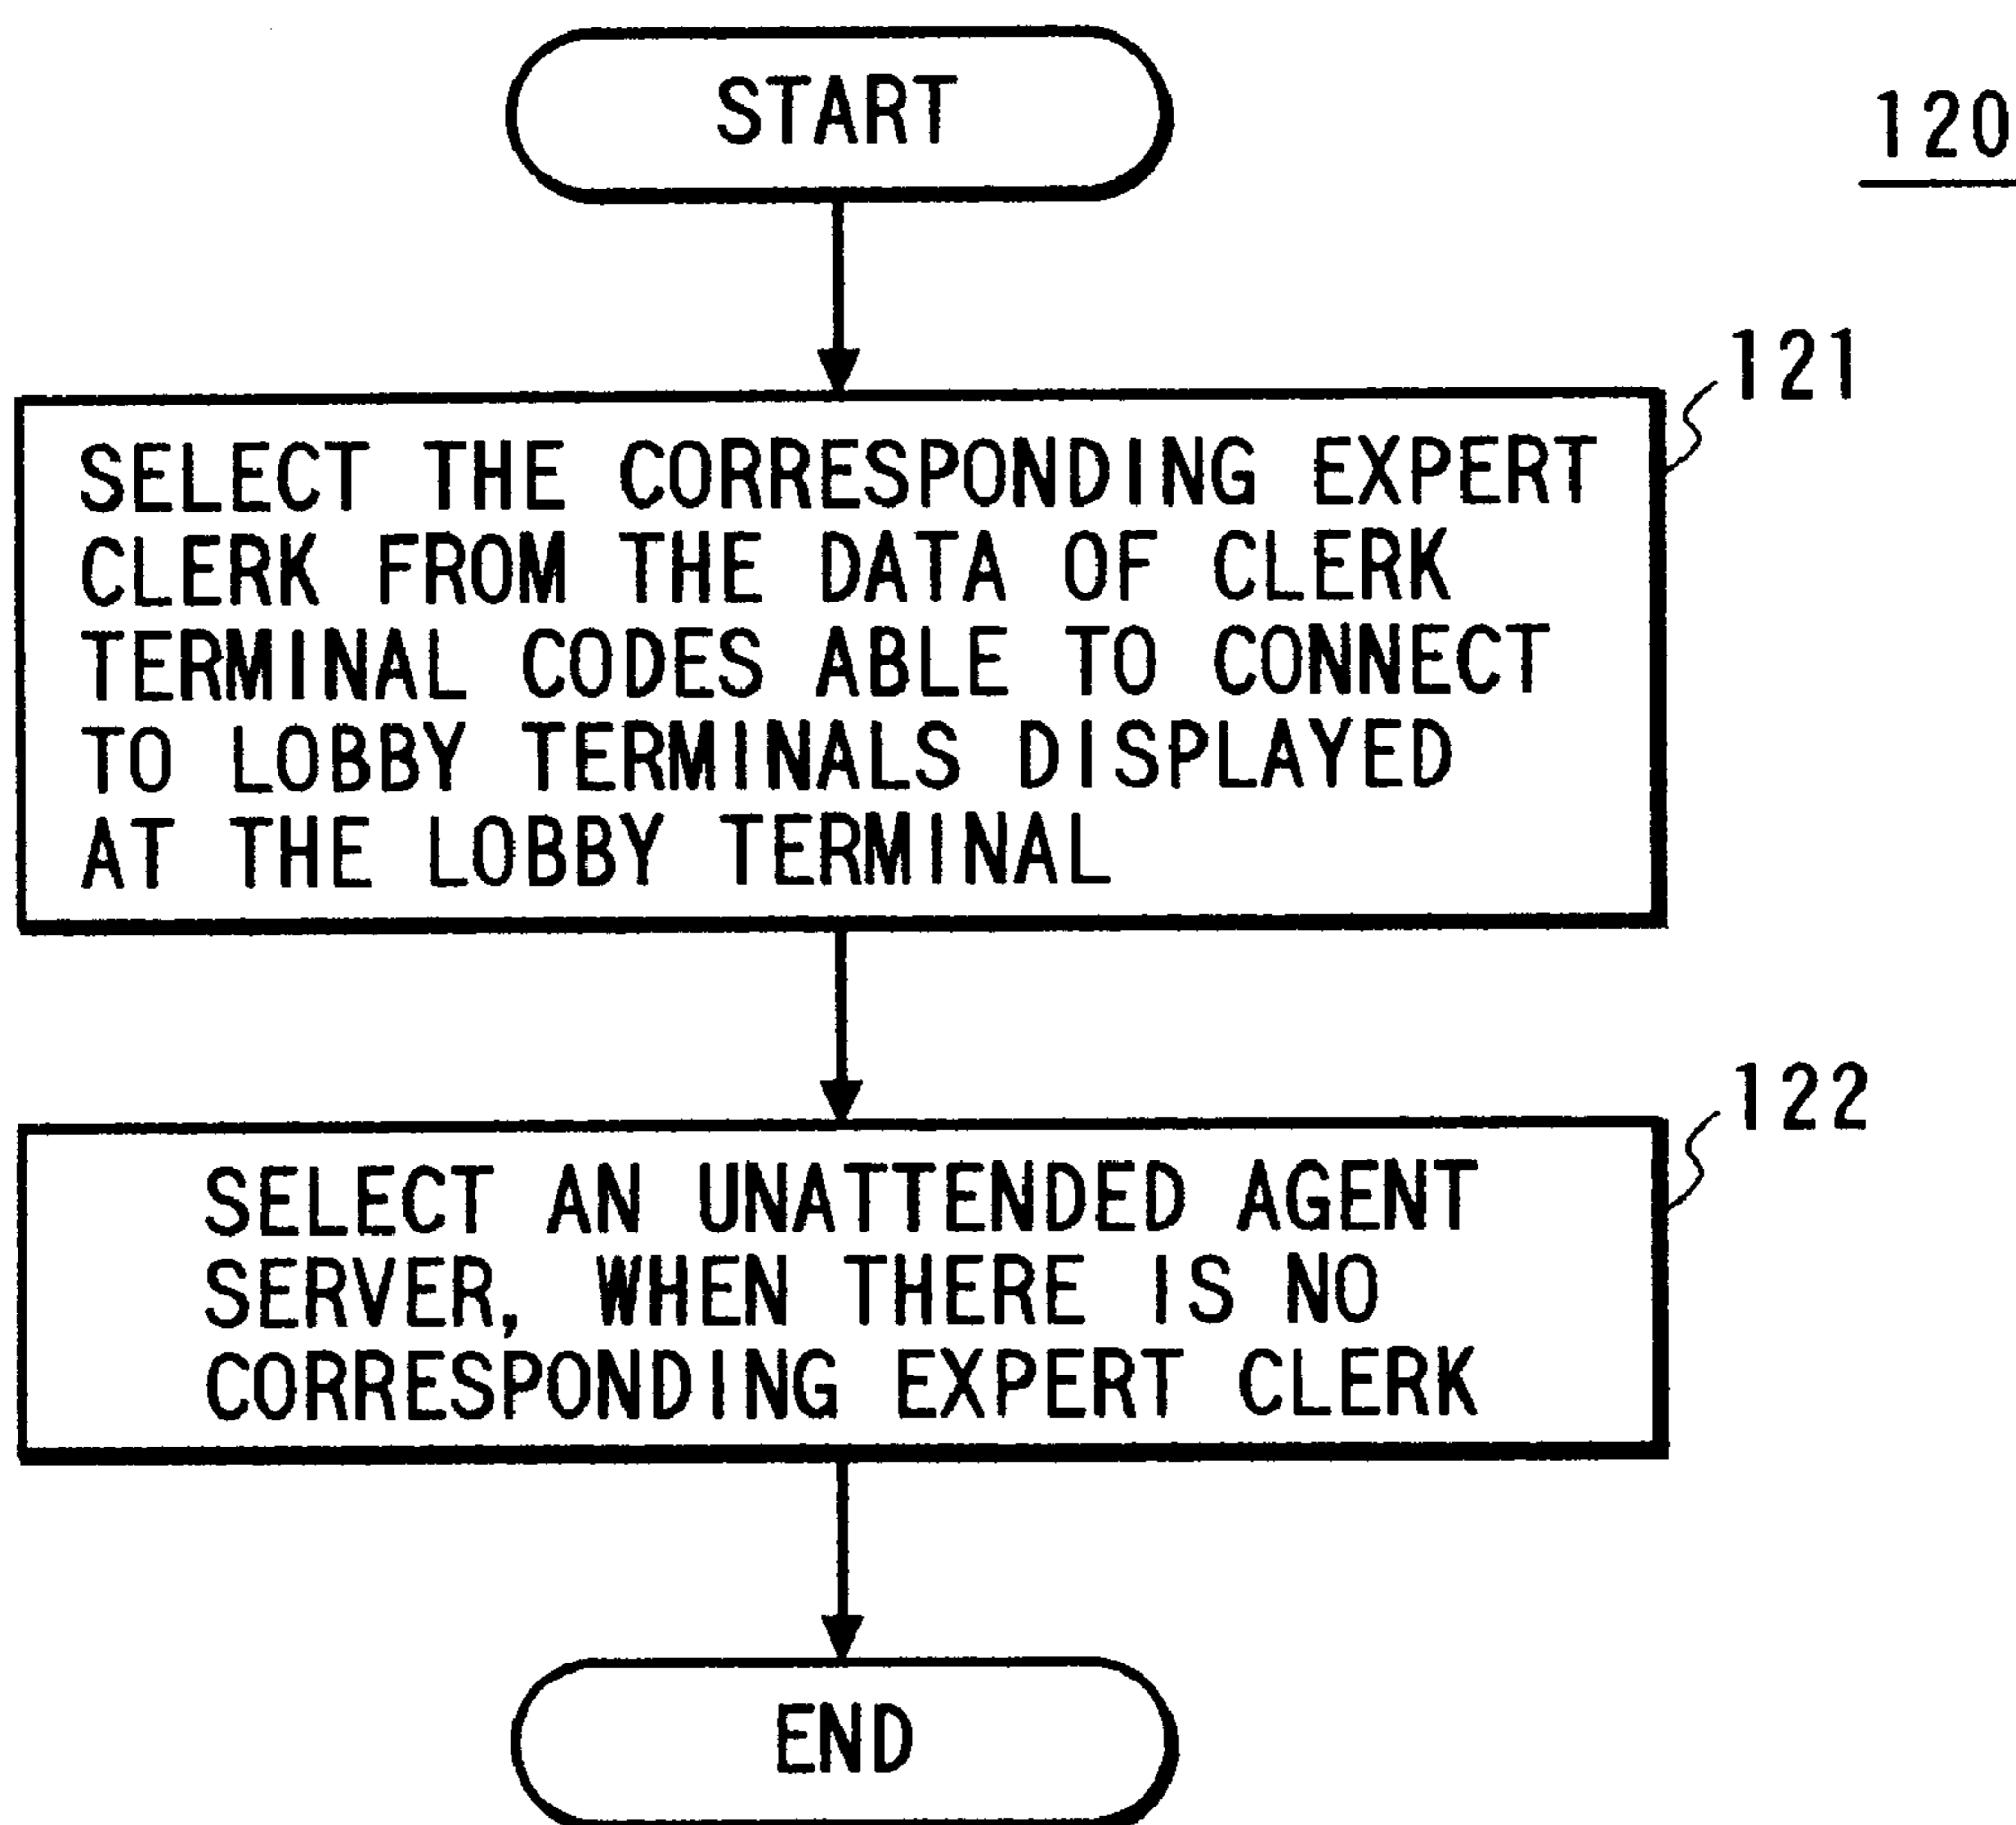 START
120
121
SELECT THE CORRESPONDING EXPERT
CLERK FROM THE DATA OF CLERK
TERMINAL CODES ABLE TO CONNECT
TO LOBBY TERMINALS DISPLAYED
AT THE LOBBY TERMINAL
122
SELECT AN UNATTENDED AGENT
SERVER, WHEN THERE IS NO
CORRESPONDING EXPERT CLERK
END